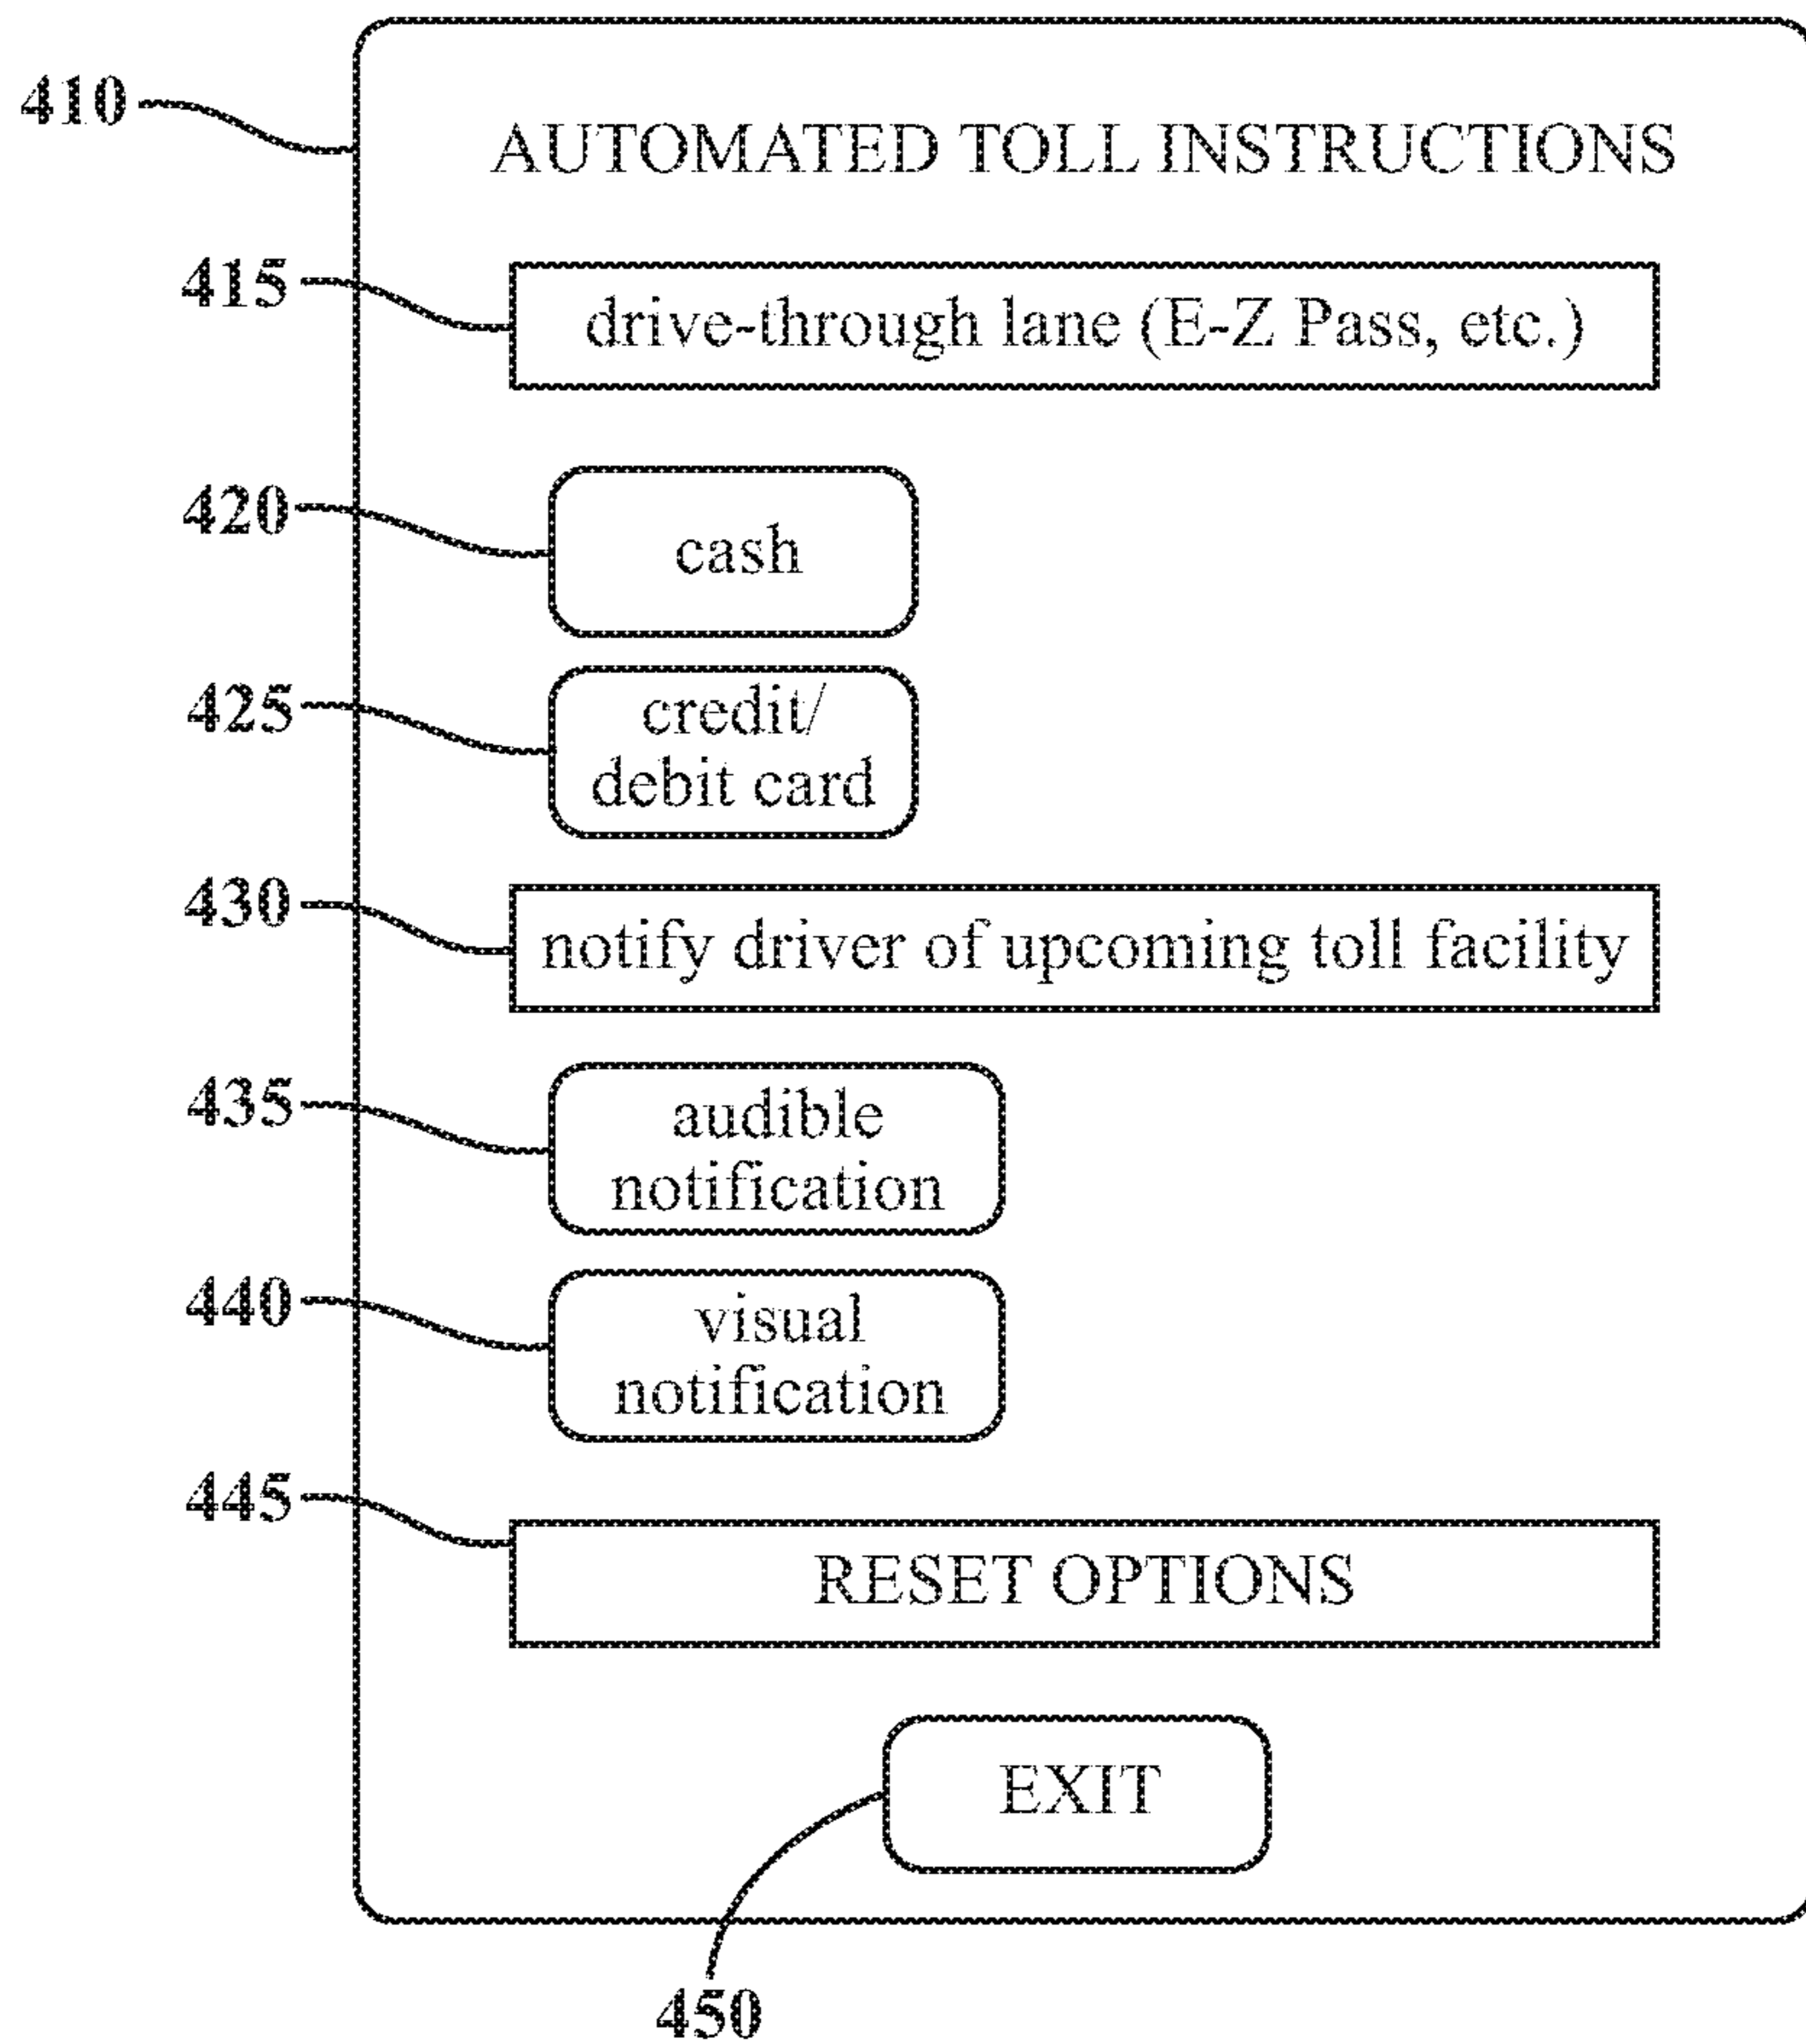 410
AUTOMATED TOLL INSTRUCTIONS
415
drive-through lane (E-Z Pass, etc.)
420
cash
425
credit/
debit card
430
notify driver of upcoming toll facility
435
audible
notification
440
visual
notification
445
RESET OPTIONS
EXIT
450